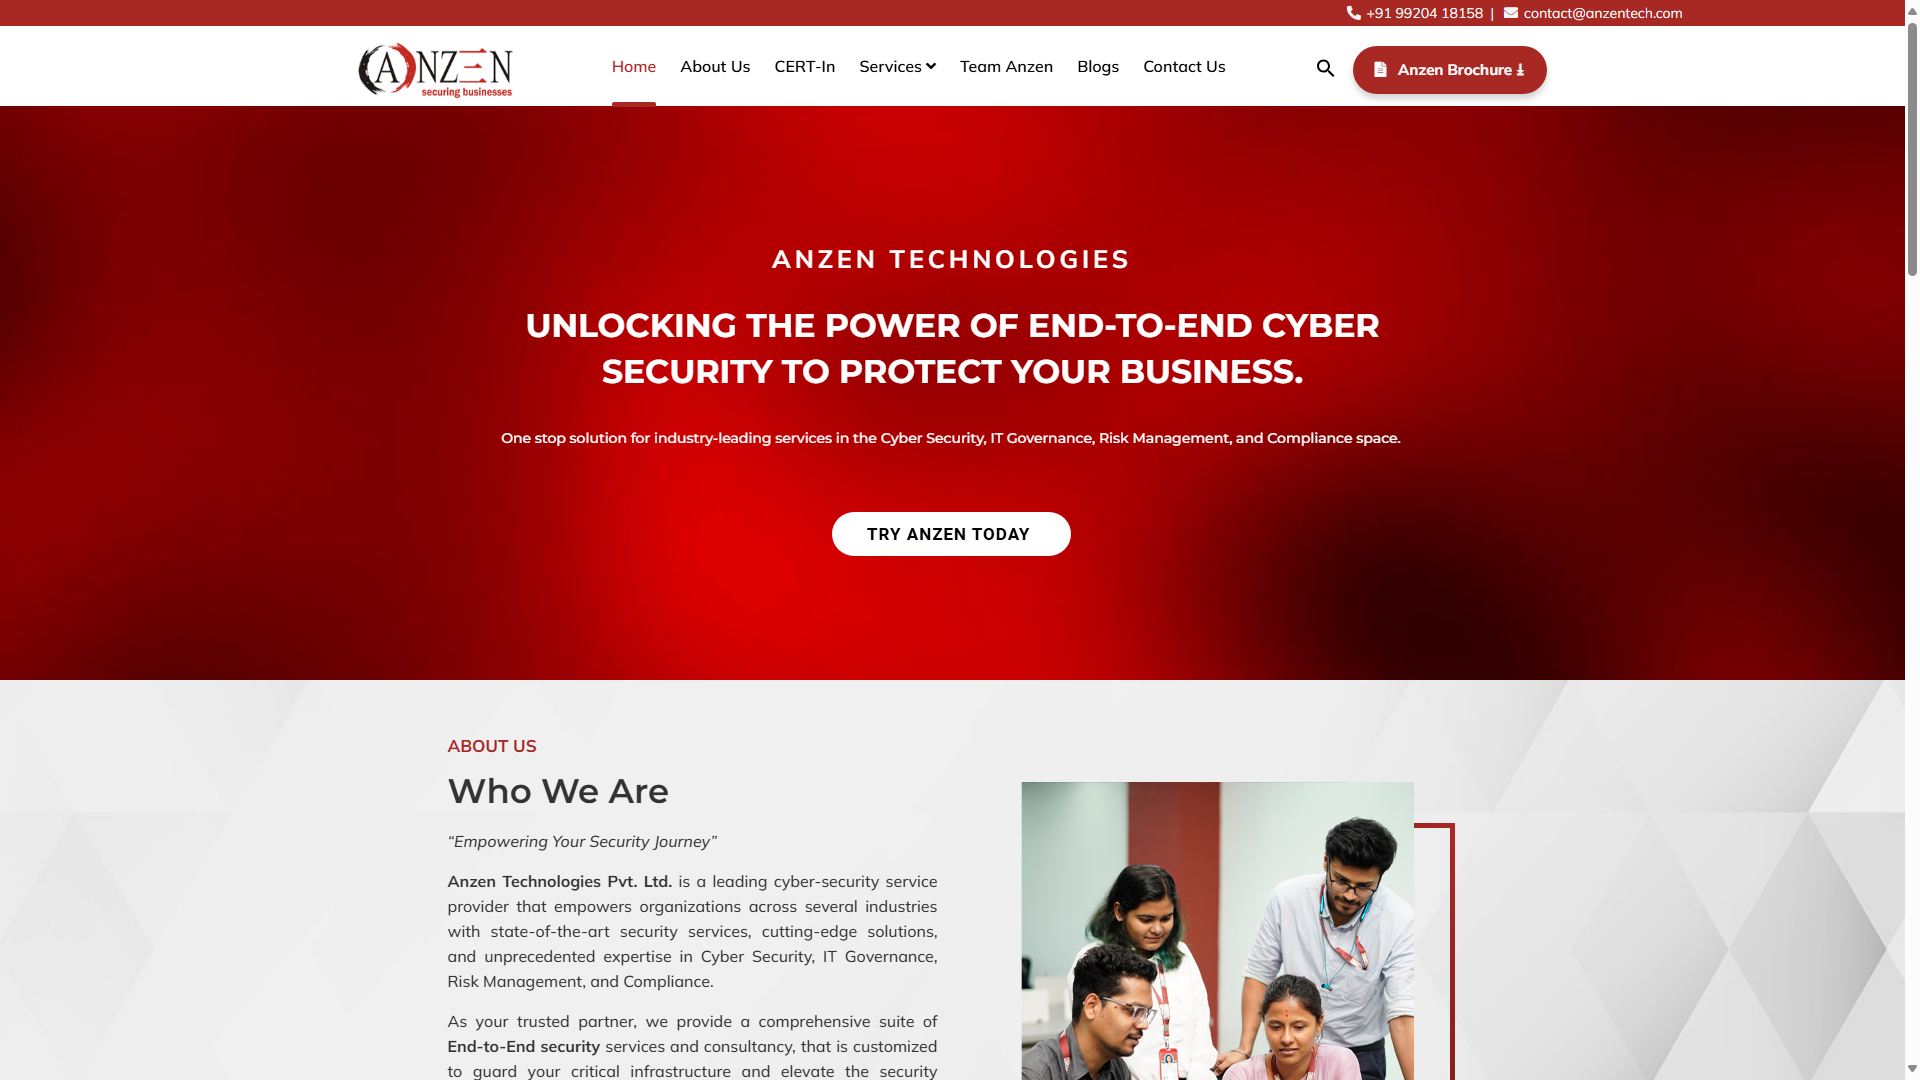 +91 99204 18158 | contact@anzentech.com
ANZEN
securing businesses
Home About Us CERT-In Services Team Anzen Blogs Contact Us
Anzen Brochure
ANZEN TECHNOLOGIES
UNLOCKING THE POWER OF END-TO-END CYBER
SECURITY TO PROTECT YOUR BUSINESS.
One stop solution for industry-leading services in the Cyber Security, IT Governance, Risk Management, and Compliance space.
TRY ANZEN TODAY
ABOUT US
Who We Are
“Empowering Your Security Journey”
Anzen Technologies Pvt. Ltd. is a leading cyber-security service
provider that empowers organizations across several industries
with state-of-the-art security services, cutting-edge solutions,
and unprecedented expertise in Cyber Security, IT Governance,
Risk Management, and Compliance.
As your trusted partner, we provide a comprehensive suite of
End-to-End security services and consultancy, that is customized
to guard your critical infrastructure and elevate the security